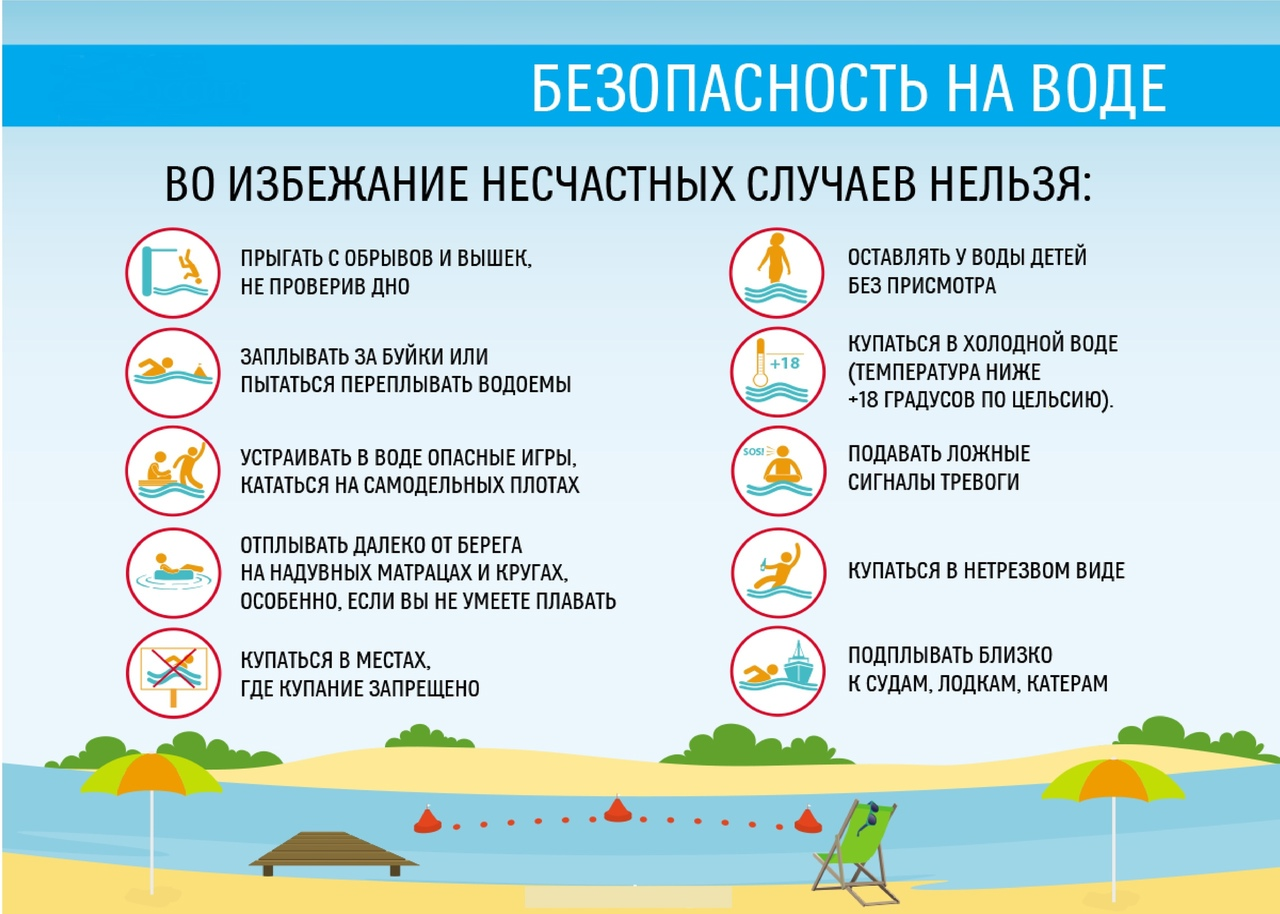 БЕЗОПАСНОСТЬ НА ВОДЕ
ВО ИЗБЕЖАНИЕ НЕСЧАСТНЫХ СЛУЧАЕВ НЕЛЬЗЯ:
ПРЫГАТЬ С ОБРЫВОВ И ВЫШЕК,
НЕ ПРОВЕРИВ ДНО
ЗАПЛЫВАТЬ ЗА БУЙКИ ИЛИ
ПЫТАТЬСЯ ПЕРЕПЛЫВАТЬ ВОДОЕМЫ
УСТРАИВАТЬ В ВОДЕ ОПАСНЫЕ ИГРЫ,
КАТАТЬСЯ НА САМОДЕЛЬНЫХ ПЛОТАХ
ОТПЛЫВАТЬ ДАЛЕКО ОТ БЕРЕГА
НА НАДУВНЫХ МАТРАЦАХ И КРУГАХ,
ОСОБЕННО, ЕСЛИ ВЫ НЕ УМЕЕТЕ ПЛАВАТЬ
КУПАТЬСЯ В МЕСТАХ,
ГДЕ КУПАНИЕ ЗАПРЕЩЕНО
ОСТАВЛЯТЬ У ВОДЫ ДЕТЕЙ
БЕЗ ПРИСМОТРА
+18
КУПАТЬСЯ В ХОЛОДНОЙ ВОДЕ
(ТЕМПЕРАТУРА НИЖЕ
+18 ГРАДУСОВ ПО ЦЕЛЬСИЮ).
SOS!
ПОДАВАТЬ ЛОЖНЫЕ
СИГНАЛЫ ТРЕВОГИ
КУПАТЬСЯ В НЕТРЕЗВОМ ВИДЕ
ПОДПЛЫВАТЬ БЛИЗКО
К СУДАМ, ЛОДКАМ, КАТЕРАМ